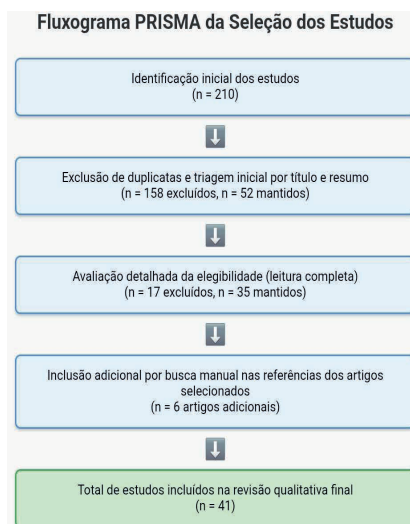 Fluxograma PRISMA da Seleção dos Estudos
Identificação inicial dos estudos
(n = 210)
Exclusão de duplicatas e triagem inicial por título e resumo
(n = 158 excluídos, n = 52 mantidos)
Avaliação detalhada da elegibilidade (leitura completa)
(n = 17 excluídos, n = 35 mantidos)
Inclusão adicional por busca manual nas referências dos artigos
selecionados
(n = 6 artigos adicionais)
Total de estudos incluídos na revisão qualitativa final
(n = 41)